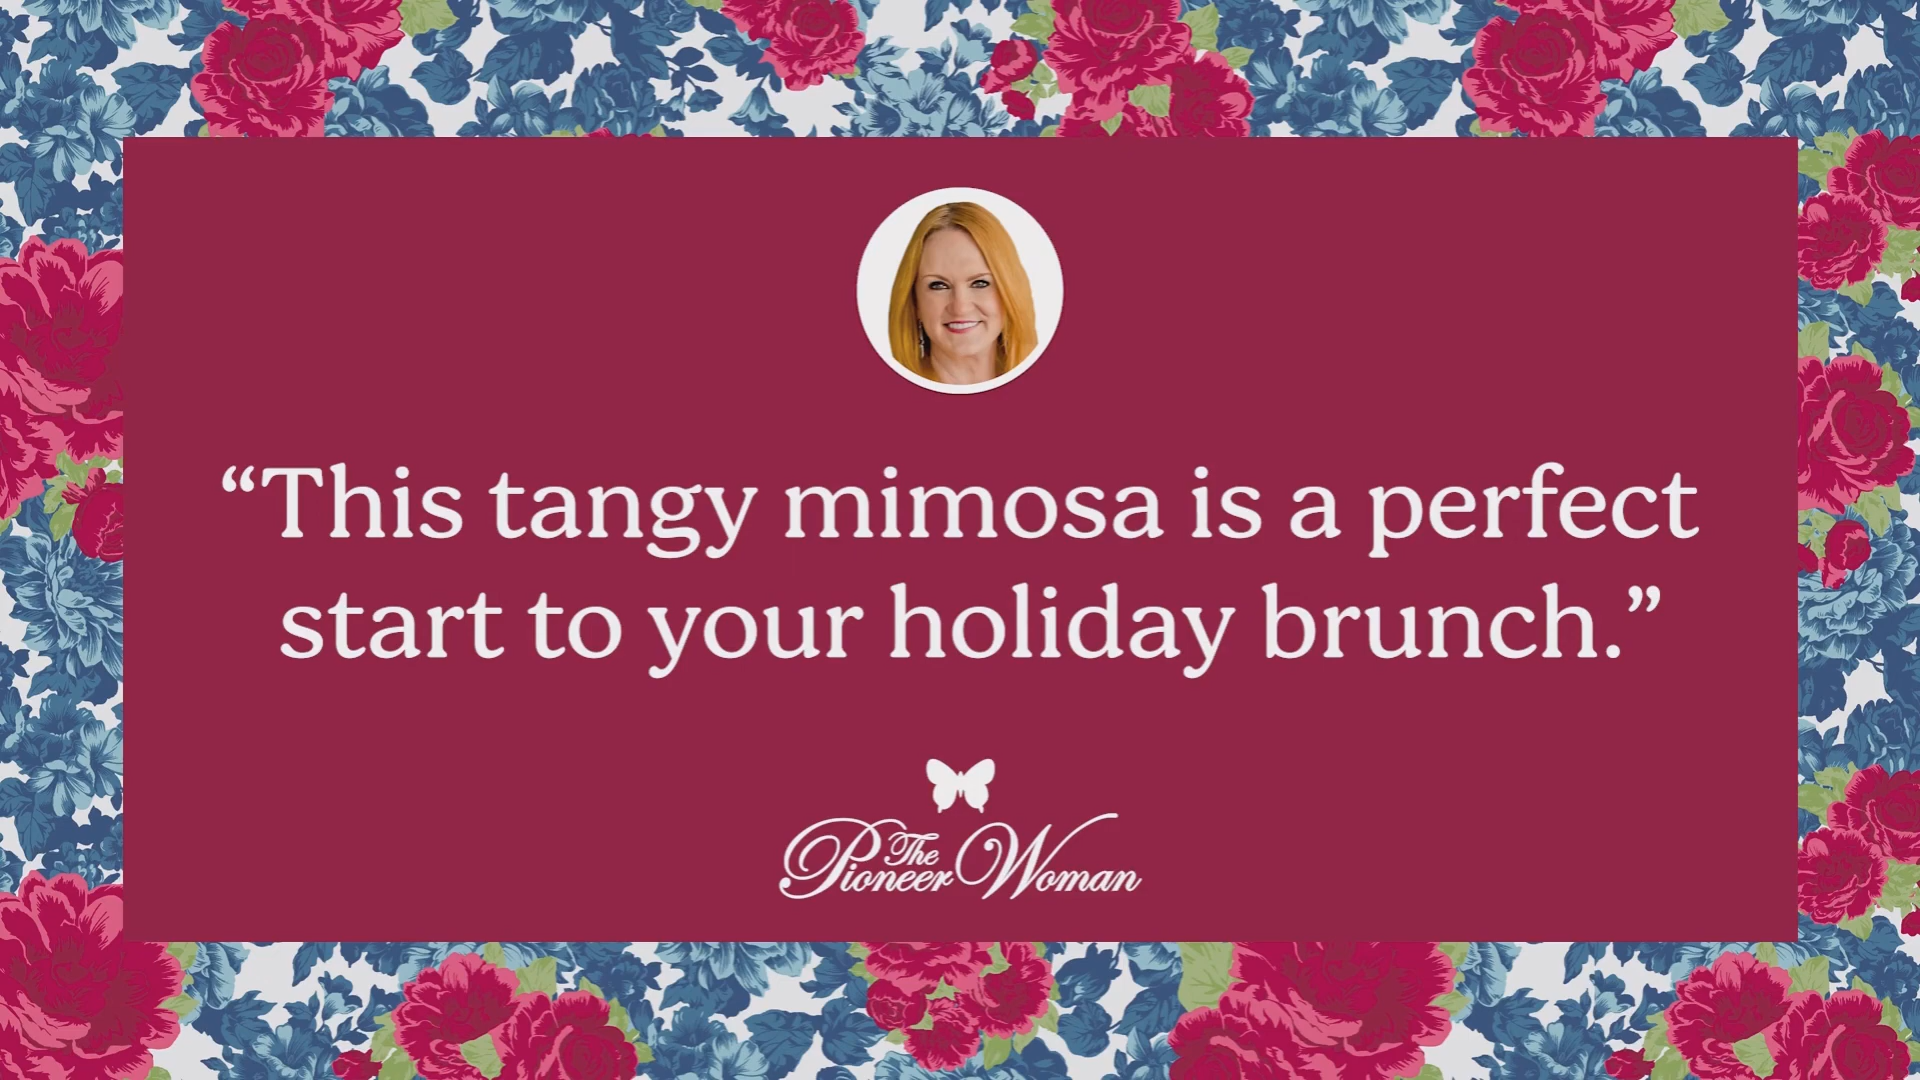 “This tangy mimosa is a perfect
start to your holiday brunch.”
The
Pioneer Woman